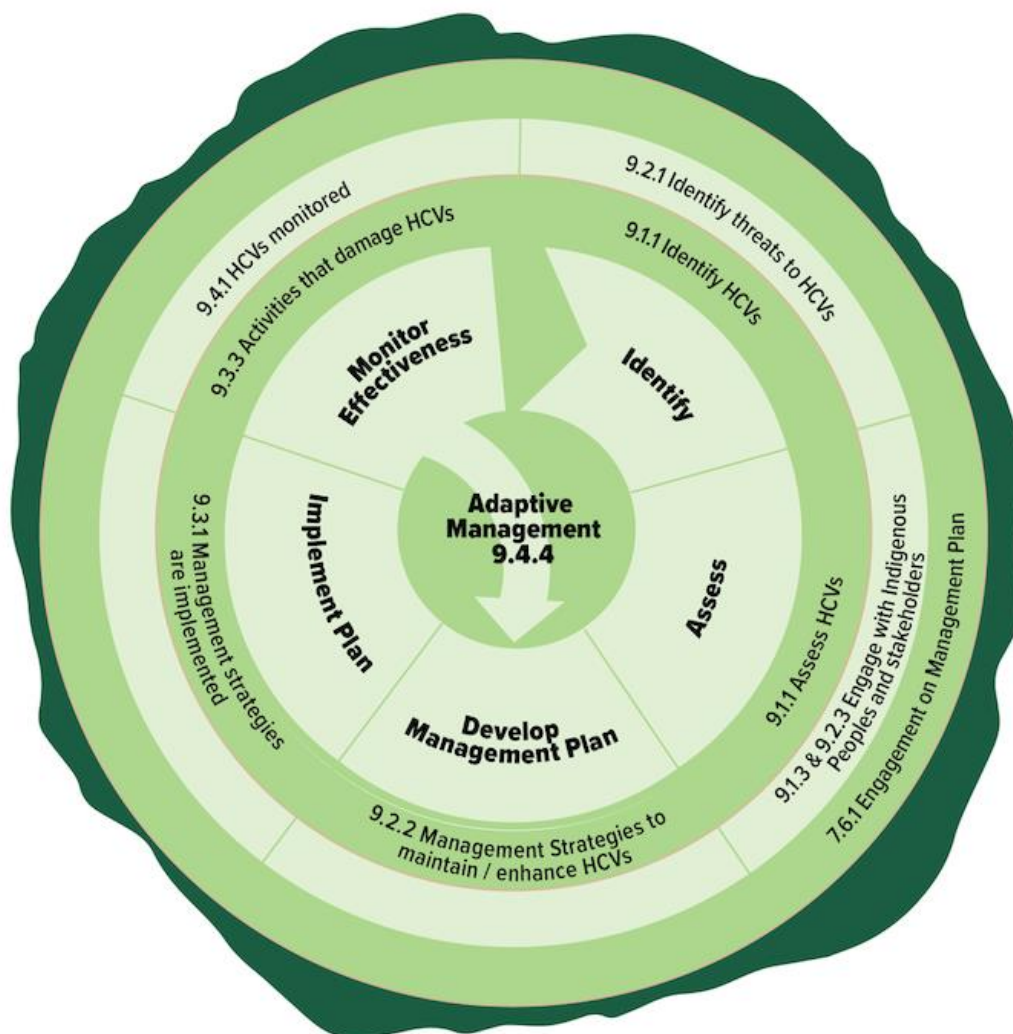 Adaptive
Management
9.4.4
Identify
Assess
Develop
Management Plan
Implement Plan
Monitor
Effectiveness
9.1.1 Identify HCVs
9.1.1 Assess HCVs
9.2.2 Management Strategies to
maintain / enhance HCVs
9.3.1 Management strategies
are implemented
9.3.3 Activities that damage HCVs
9.2.1 Identify threats to HCVs
9.1.3 & 9.2.3 Engage with Indigenous
Peoples and stakeholders
9.4.1 HCVs monitored
7.6.1 Engagement on Management Plan